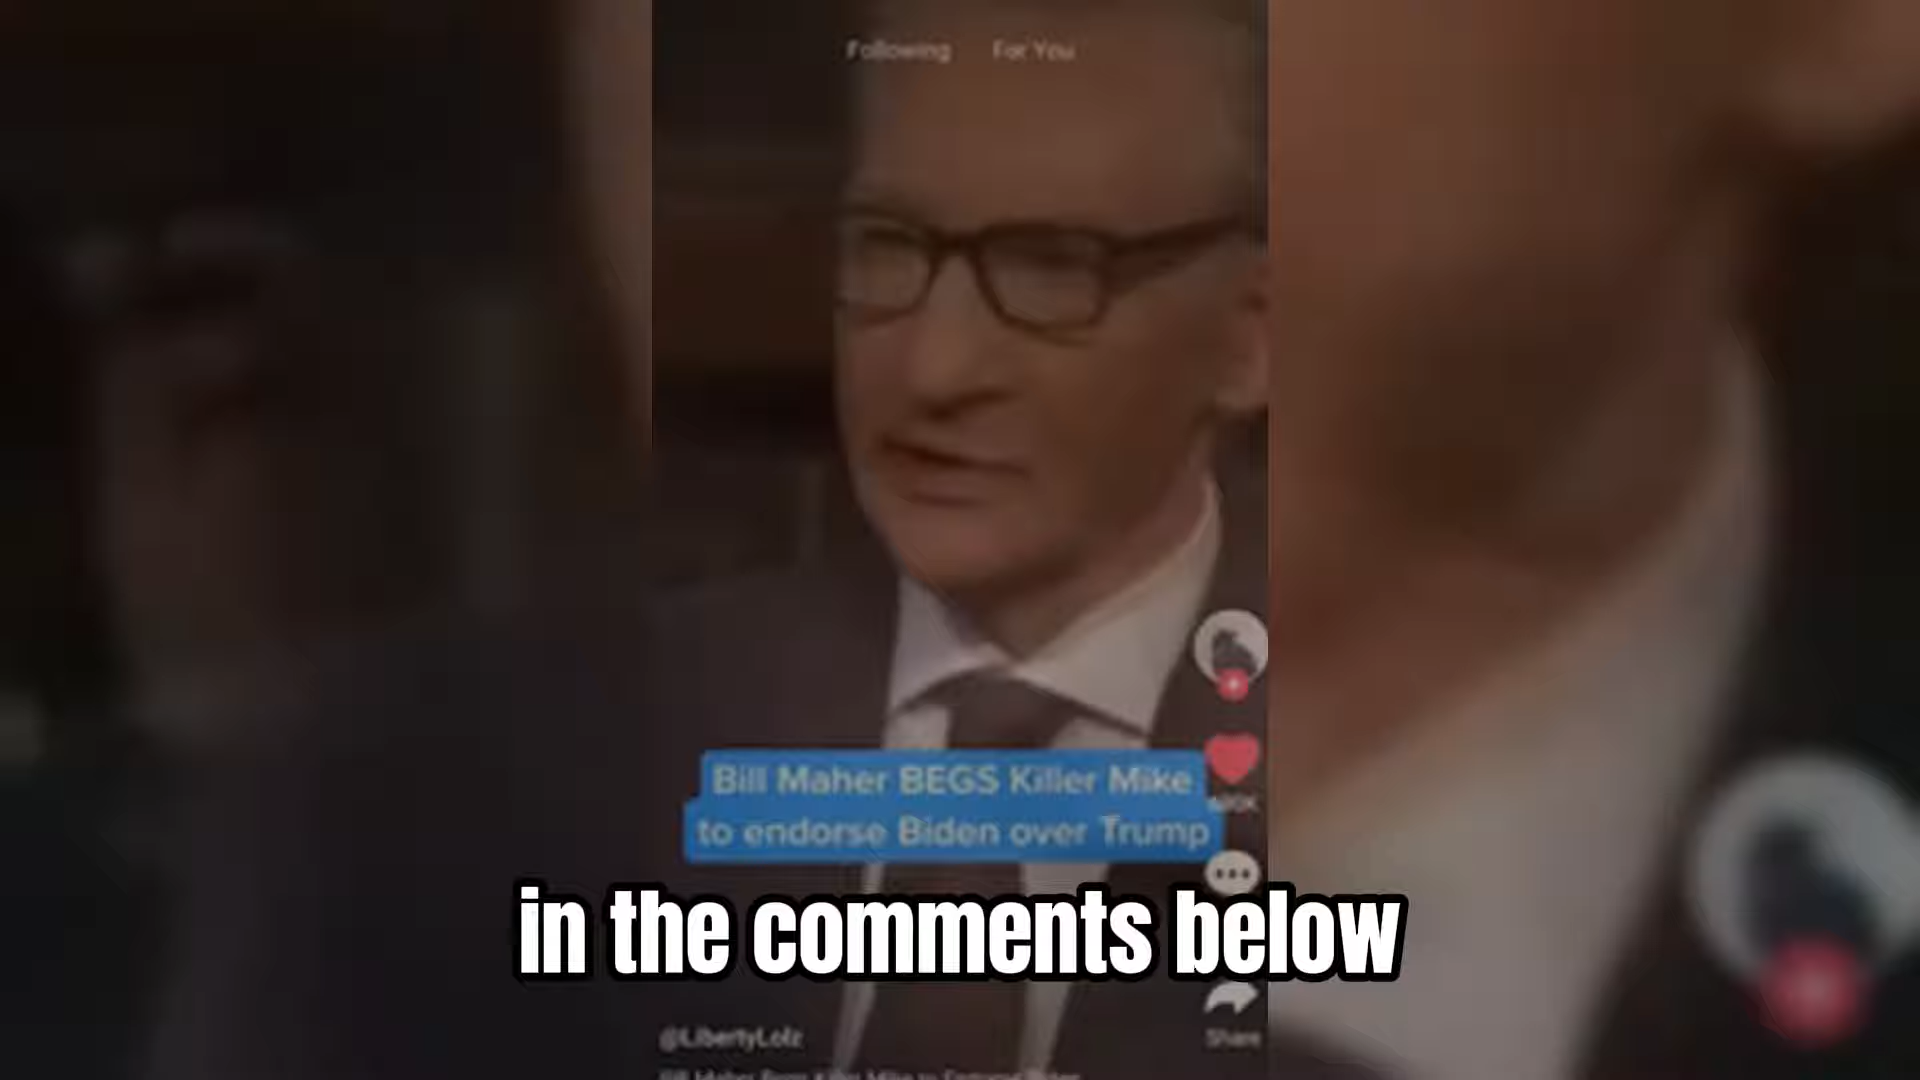 Following For You
Bill Maher BEGS Killer Mike
to endorse Biden over Trump
in the comments below
@LibertyLolz
Share